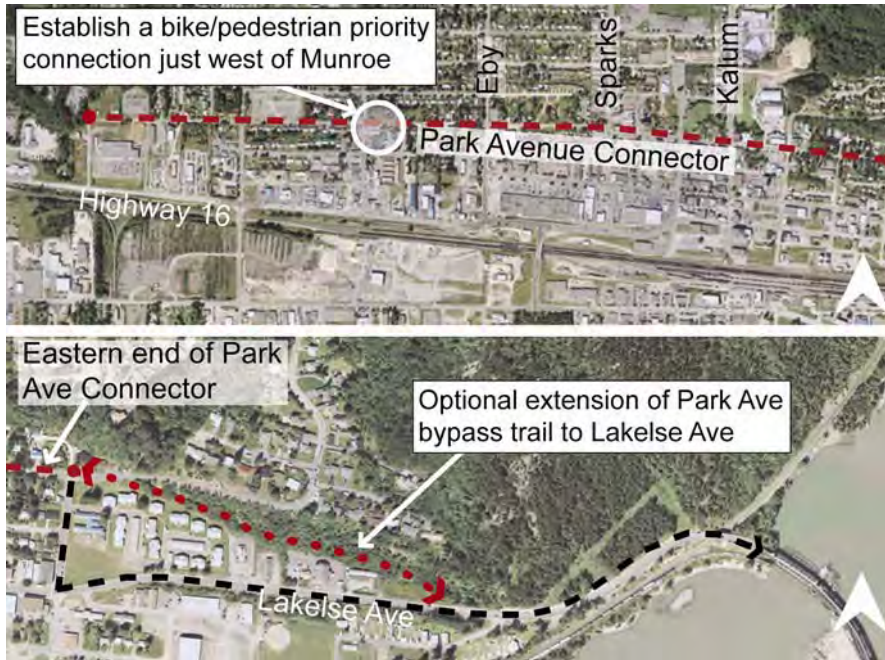 Establish a bike/pedestrian priority
connection just west of Munroe
Eby
Sparks
Kalum
Park Avenue Connector
Highway 16
Eastern end of Park
Ave Connector
Optional extension of Park Ave
bypass trail to Lakelse Ave
Lakelse Ave